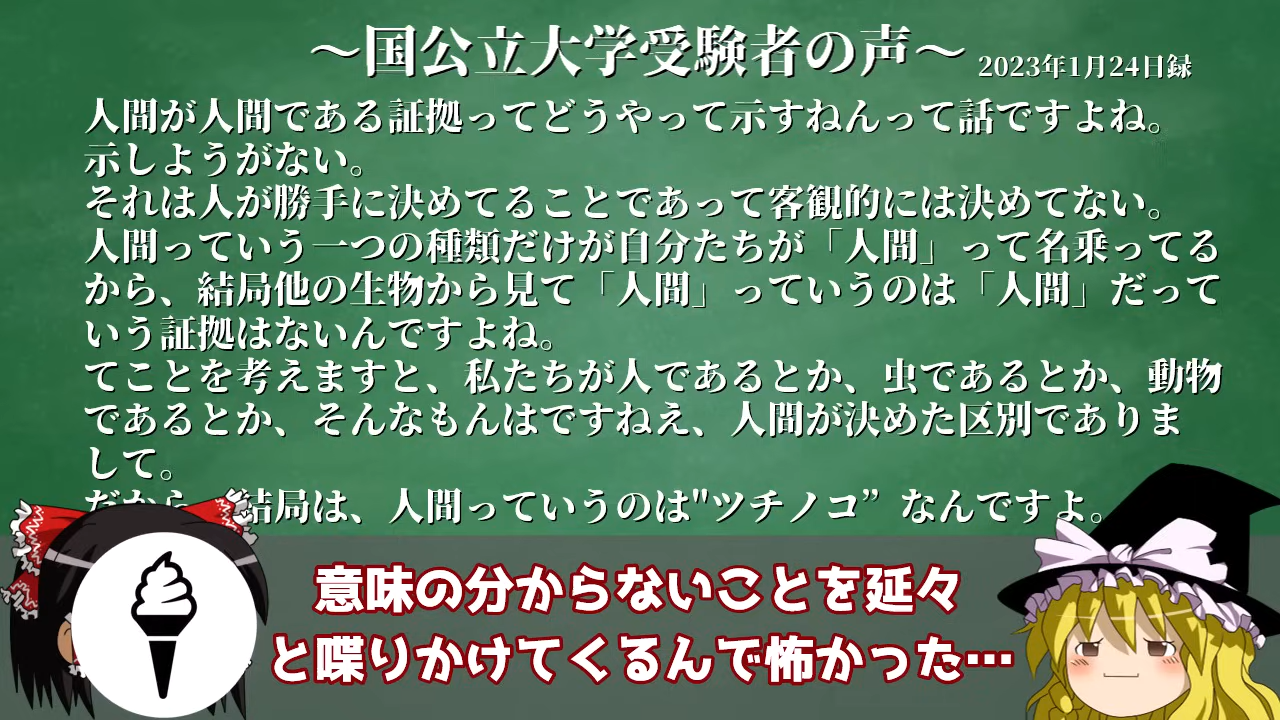 ～国公立大学受験者の声～
2023年1月24日録
人間が人間である証拠ってどうやって示すねんって話ですよね。
示しようがない。
それは人が勝手に決めてることであって客観的には決めてない。
人間っていう一つの種類だけが自分たちが「人間」って名乗ってる
から、結局他の生物から見て「人間」っていうのは「人間」だって
いう証拠はないんですよね。
てことを考えますと、私たちが人であるとか、虫であるとか、動物
であるとか、そんなもんはですねえ、人間が決めた区別でありま
して。
だから、結局は、人間っていうのは"ツチノコ”なんですよ。
意味の分からないことを延々
と喋りかけてくるんで怖かった…